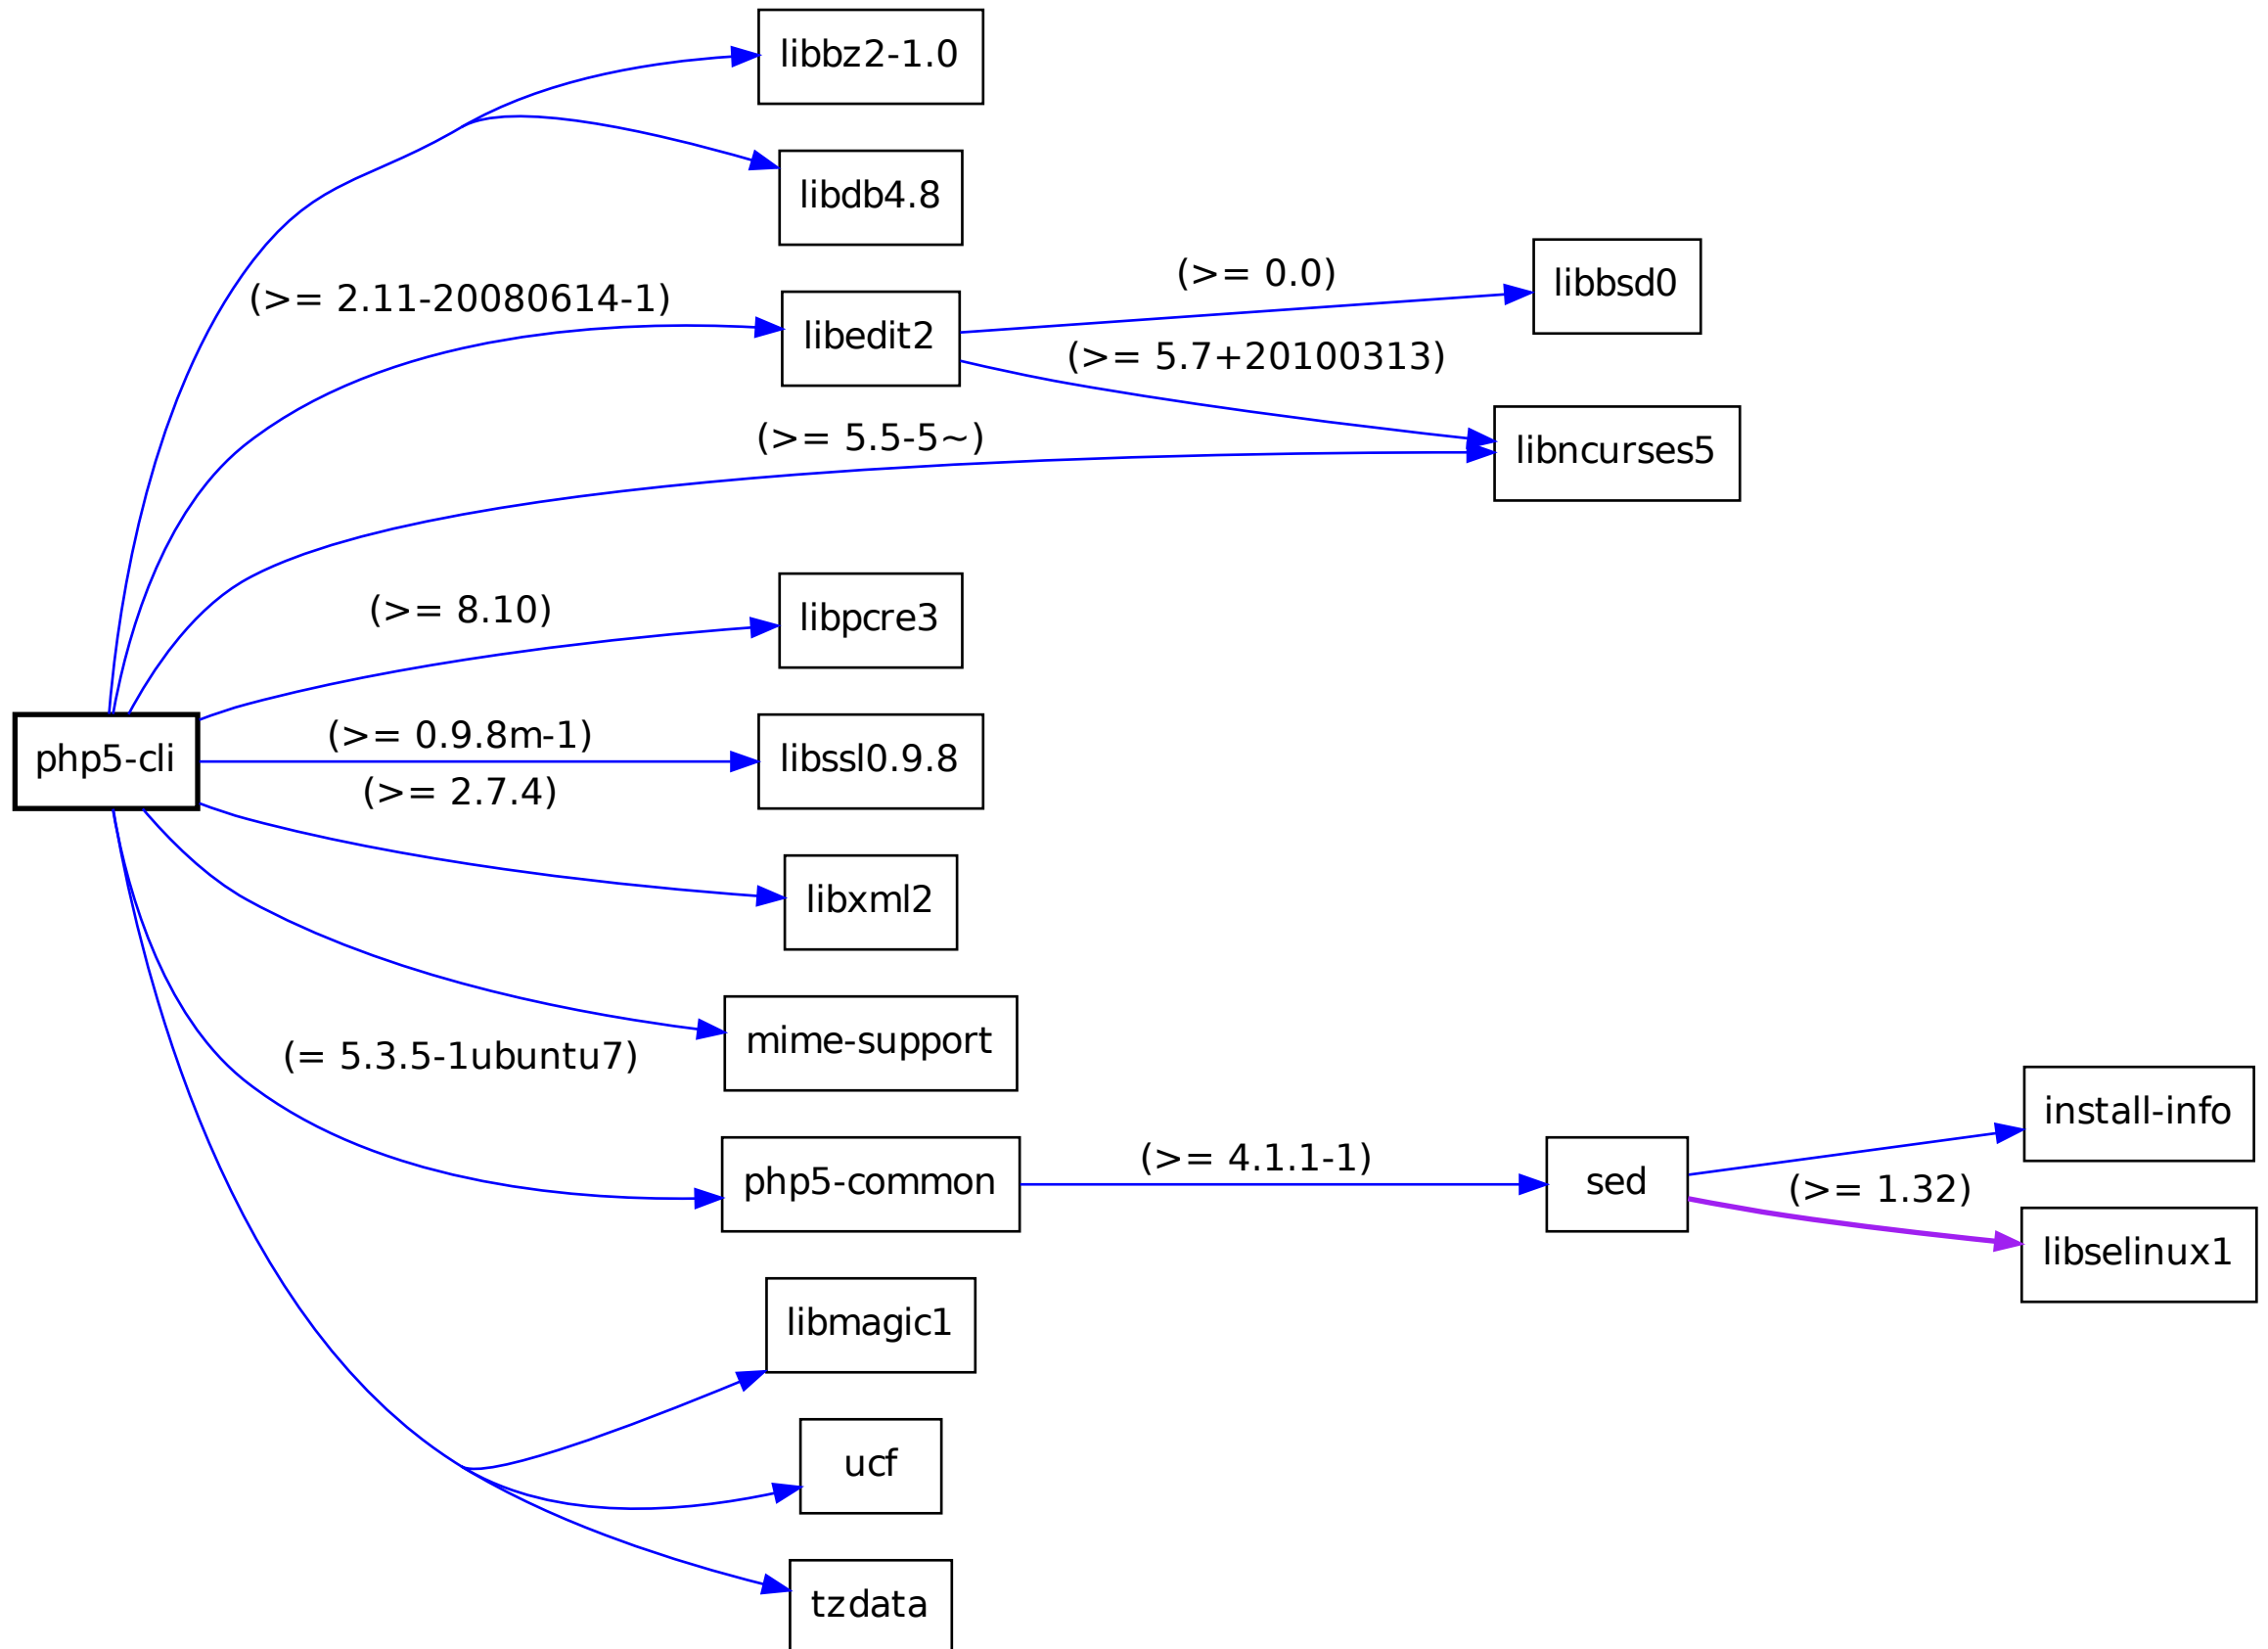 libbz2-1.0
libdb4.8
(>= 2.11-20080614-1)
libedit2
(>= 0.0)
libbsd0
(>= 5.7+20100313)
(>= 5.5-5~)
libncurses5
(>= 8.10)
libpcre3
php5-cli
(>= 0.9.8m-1)
libssl0.9.8
(>= 2.7.4)
libxml2
mime-support
(= 5.3.5-1ubuntu7)
php5-common
(>= 4.1.1-1)
sed
install-info
(>= 1.32)
libselinux1
libmagic1
ucf
tzdata